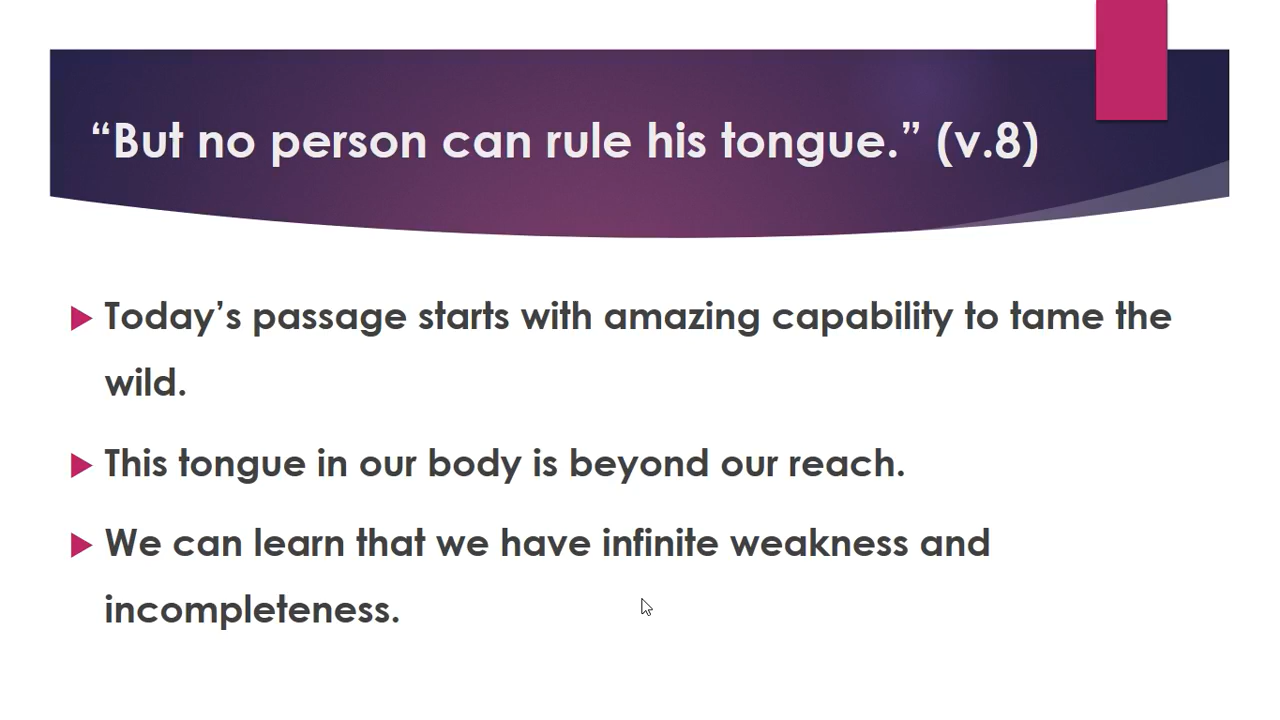 “But no person can rule his tongue.” (v.8)
Today’s passage starts with amazing capability to tame the
wild.
This tongue in our body is beyond our reach.
We can learn that we have infinite weakness and
incompleteness.